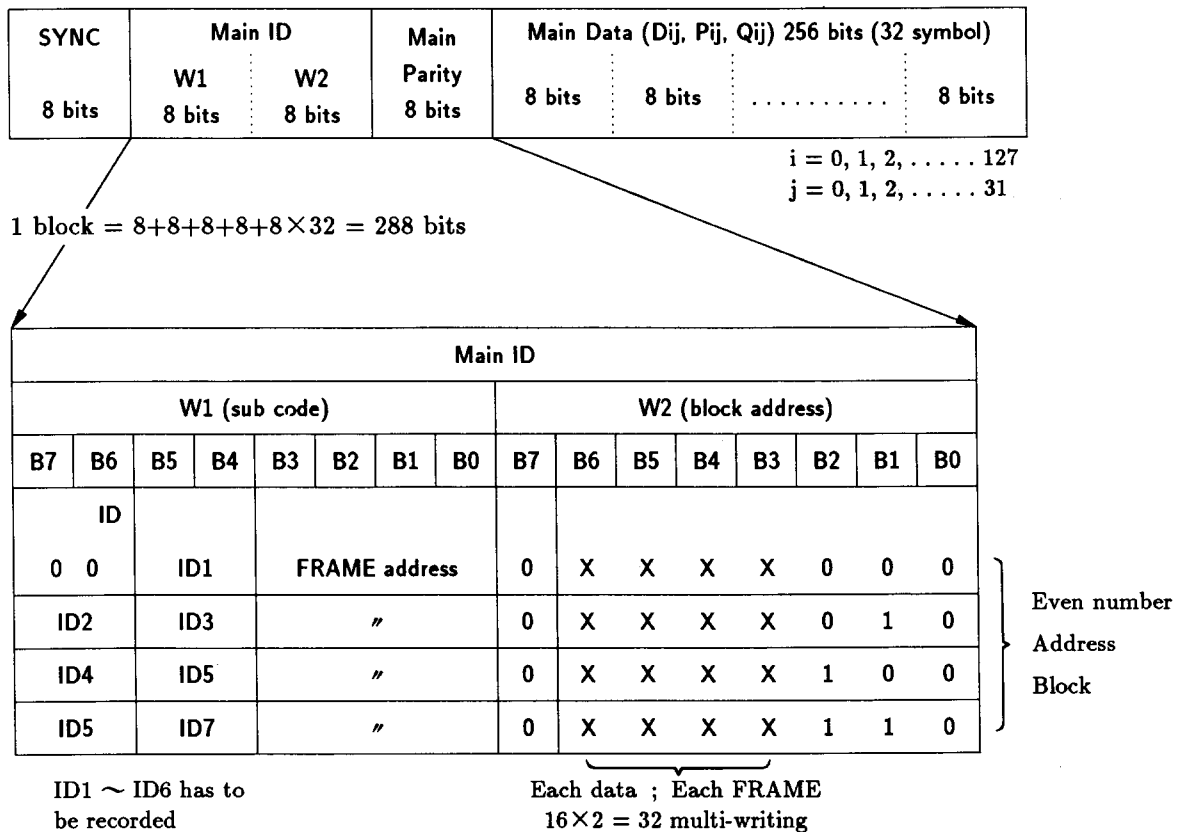 SYNC Main ID Main Main Data (Dij, Pij, Qij) 256 bits (32 symbol)
W1 W2 Parity
8 bits 8 bits 8 bits 8 bits 8 bits 8 bits .......... 8 bits
i = 0, 1, 2, ..... 127
j = 0, 1, 2, ..... 31
1 block = 8+8+8+8+8×32 = 288 bits
Main ID
W1 (sub code) W2 (block address)
B7 B6 B5 B4 B3 B2 B1 B0 B7 B6 B5 B4 B3 B2 B1 B0
ID
0 0 ID1 FRAME address 0 X X X X 0 0 0
ID2 ID3 〃 0 X X X X 0 1 0
ID4 ID5 〃 0 X X X X 1 0 0
ID5 ID7 〃 0 X X X X 1 1 0
Even number
Address
Block
ID1 ~ ID6 has to
be recorded
Each data ; Each FRAME
16×2 = 32 multi-writing